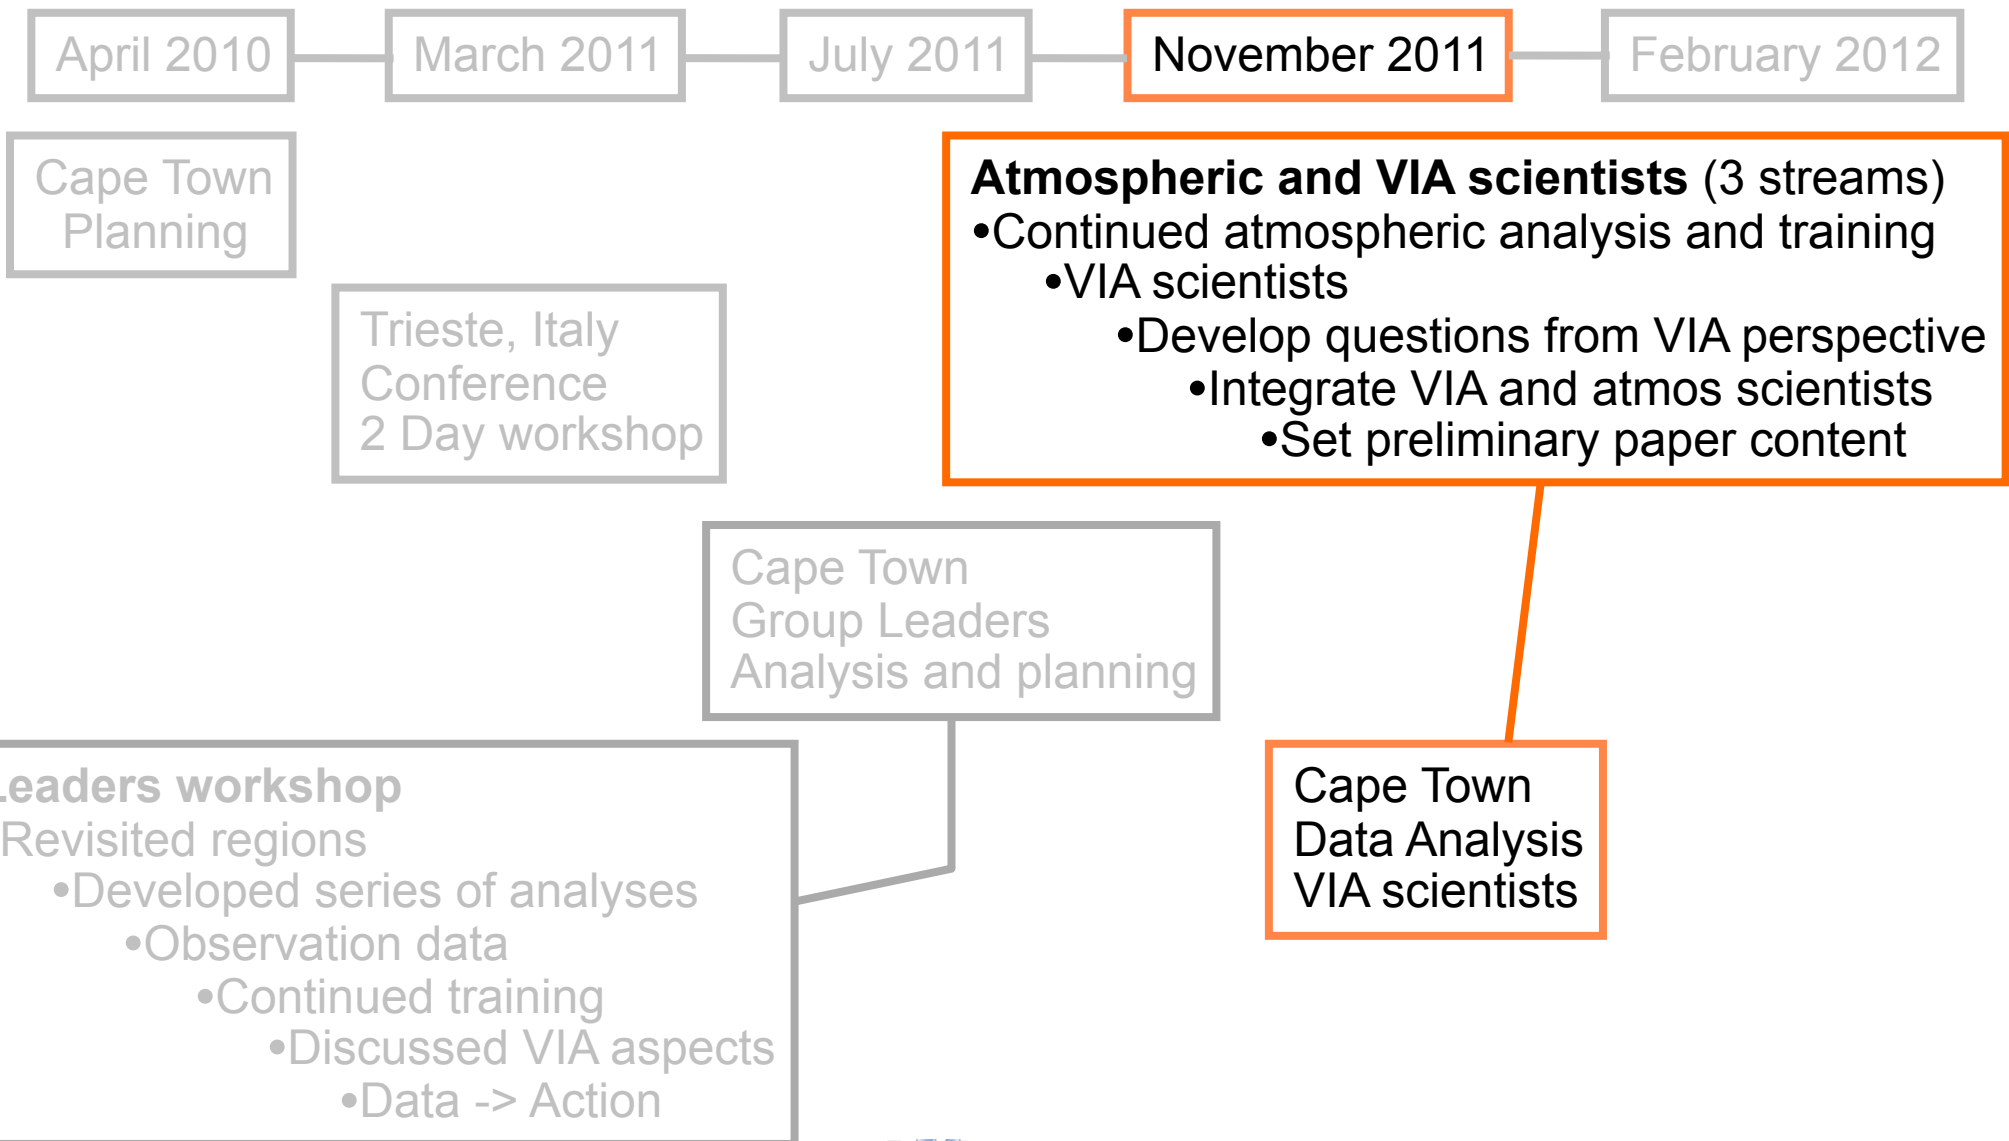 April 2010
March 2011
July 2011
November 2011
February 2012
Cape Town
Planning
Trieste, Italy
Conference
2 Day workshop
Atmospheric and VIA scientists (3 streams)
•Continued atmospheric analysis and training
•VIA scientists
•Develop questions from VIA perspective
•Integrate VIA and atmos scientists
•Set preliminary paper content
Cape Town
Group Leaders
Analysis and planning
Leaders workshop
Revisited regions
•Developed series of analyses
•Observation data
•Continued training
•Discussed VIA aspects
•Data -> Action
Cape Town
Data Analysis
VIA scientists